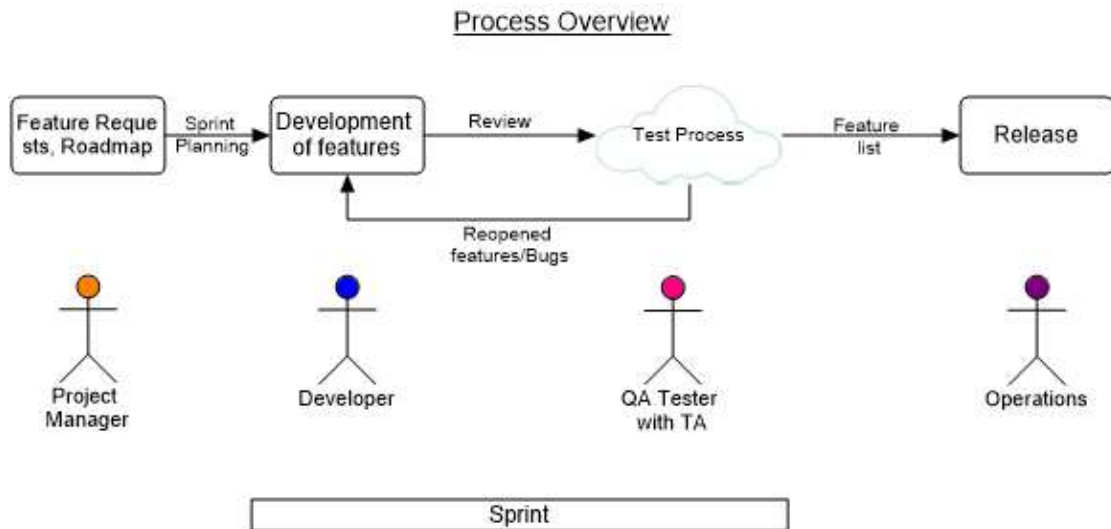 Process Overview
Feature Reque
sts, Roadmap
Sprint
Planning
Development
of features
Review
Test Process
Feature
list
Release
Reopened
features/Bugs
Project
Manager
Developer
QA Tester
with TA
Operations
Sprint